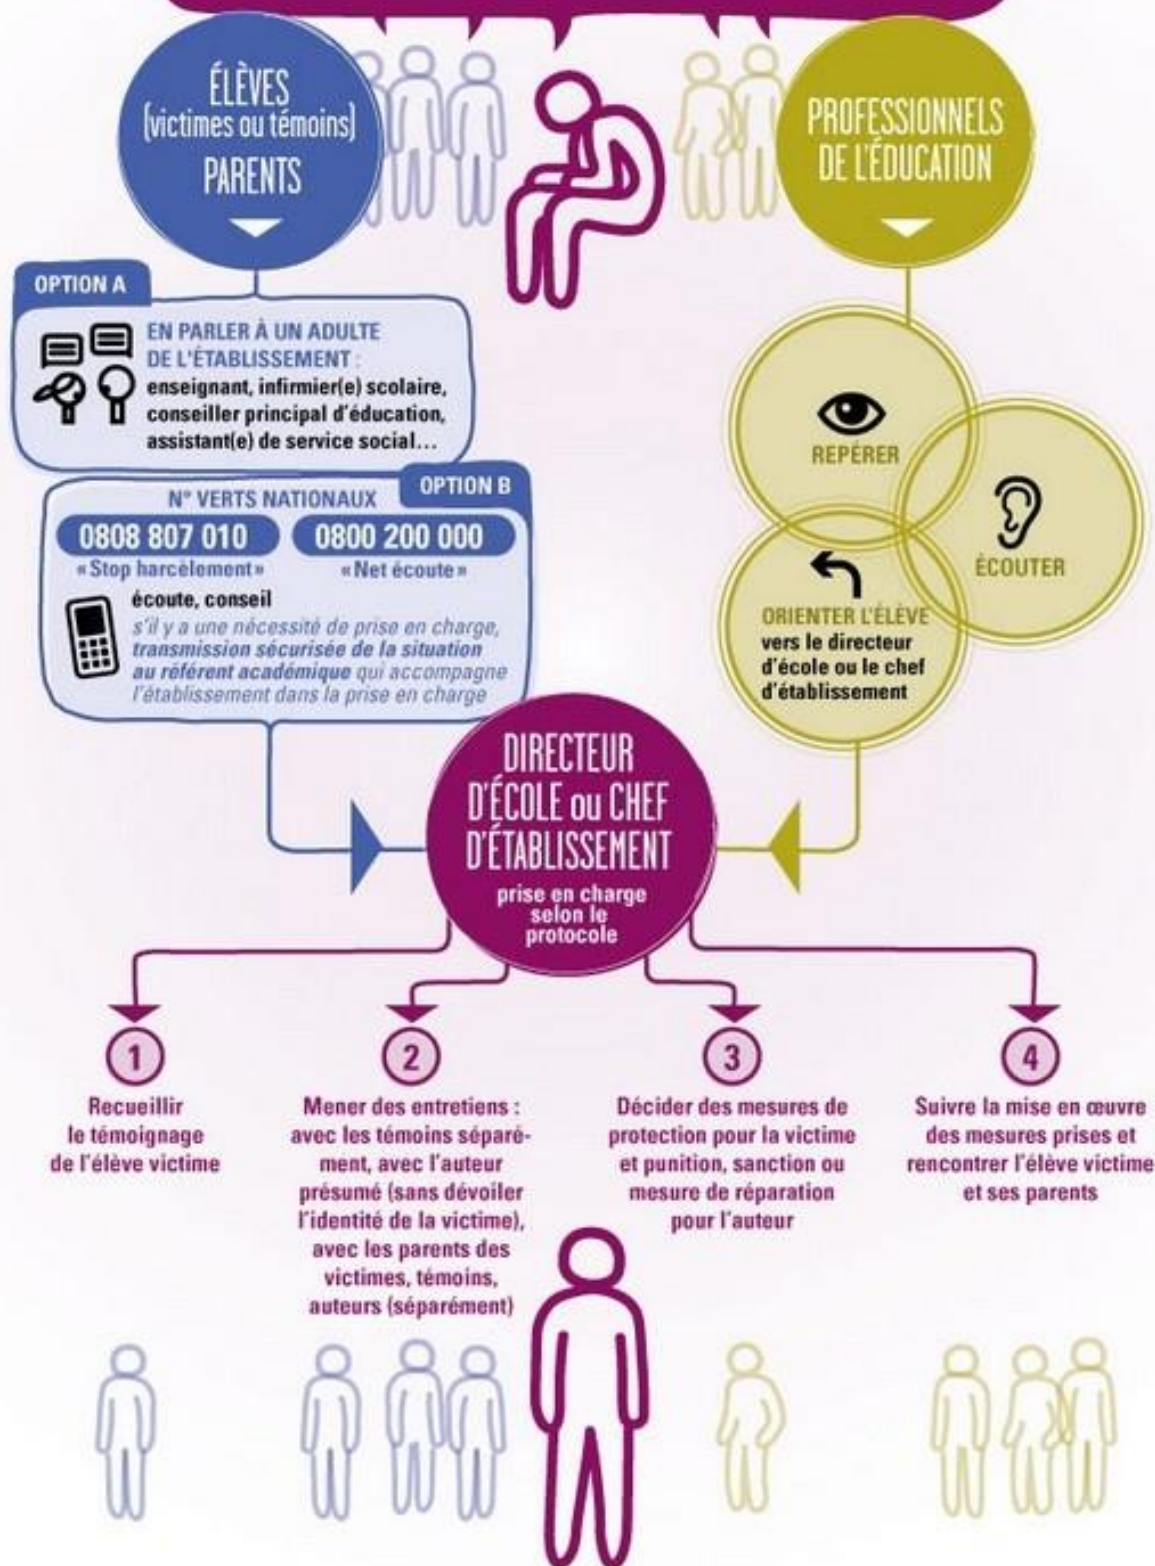 ÉLÈVES
(victimes ou témoins)
PARENTS
PROFESSIONNELS
DE L'ÉDUCATION
OPTION A
EN PARLER À UN ADULTE
DE L'ÉTABLISSEMENT :
enseignant, infirmier(e) scolaire,
conseiller principal d'éducation,
assistant(e) de service social...
OPTION B
N° VERTS NATIONAUX
0808 807 010
« Stop harcèlement »
0800 200 000
« Net écoute »
écoute, conseil
s'il y a une nécessité de prise en charge,
transmission sécurisée de la situation
au référent académique qui accompagne
l'établissement dans la prise en charge
REPÉRER
ÉCOUTER
ORIENTER L'ÉLÈVE
vers le directeur
d'école ou le chef
d'établissement
DIRECTEUR
D'ÉCOLE ou CHEF
D'ÉTABLISSEMENT
prise en charge
selon le
protocole
1
Recueillir
le témoignage
de l'élève victime
2
Mener des entretiens :
avec les témoins séparé-
ment, avec l'auteur
présumé (sans dévoiler
l'identité de la victime),
avec les parents des
victimes, témoins,
auteurs (séparément)
3
Décider des mesures de
protection pour la victime
et punition, sanction ou
mesure de réparation
pour l'auteur
4
Suivre la mise en œuvre
des mesures prises et
rencontrer l'élève victime
et ses parents